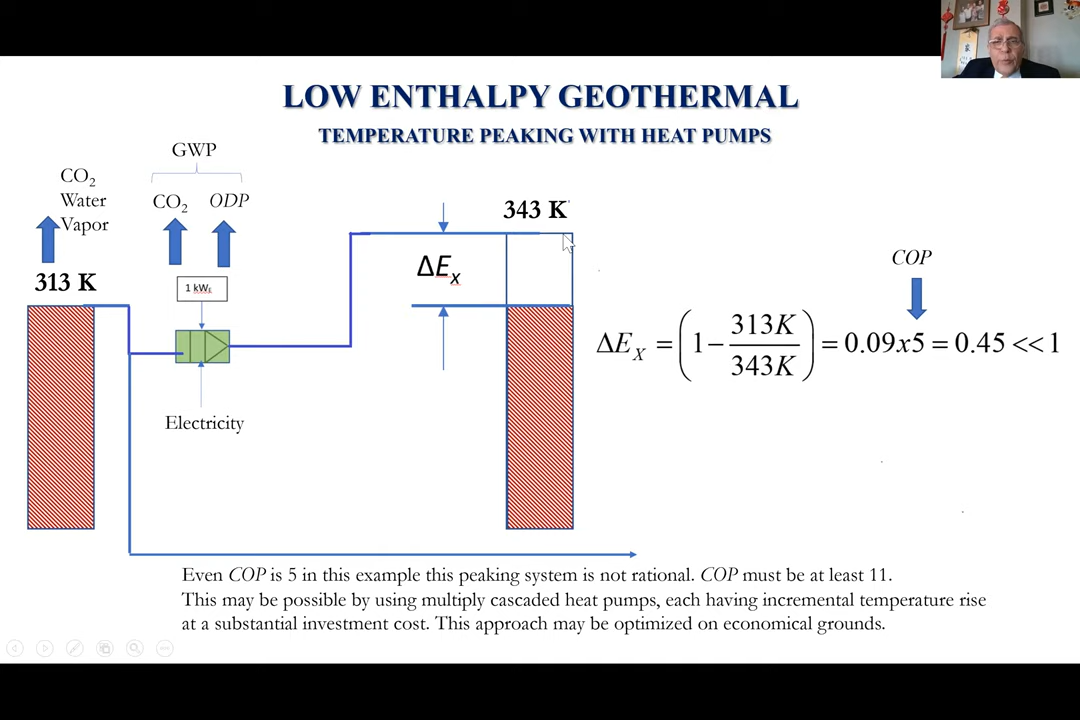 LOW ENTHALPY GEOTHERMAL
TEMPERATURE PEAKING WITH HEAT PUMPS
GWP
CO₂
Water
Vapor
CO₂ ODP
313 K
1 kWₑ
Electricity
343 K
ΔEₓ
COP
ΔE_X = (1 − 313K/343K) = 0.09x5 = 0.45 << 1
Even COP is 5 in this example this peaking system is not rational. COP must be at least 11.
This may be possible by using multiply cascaded heat pumps, each having incremental temperature rise
at a substantial investment cost. This approach may be optimized on economical grounds.